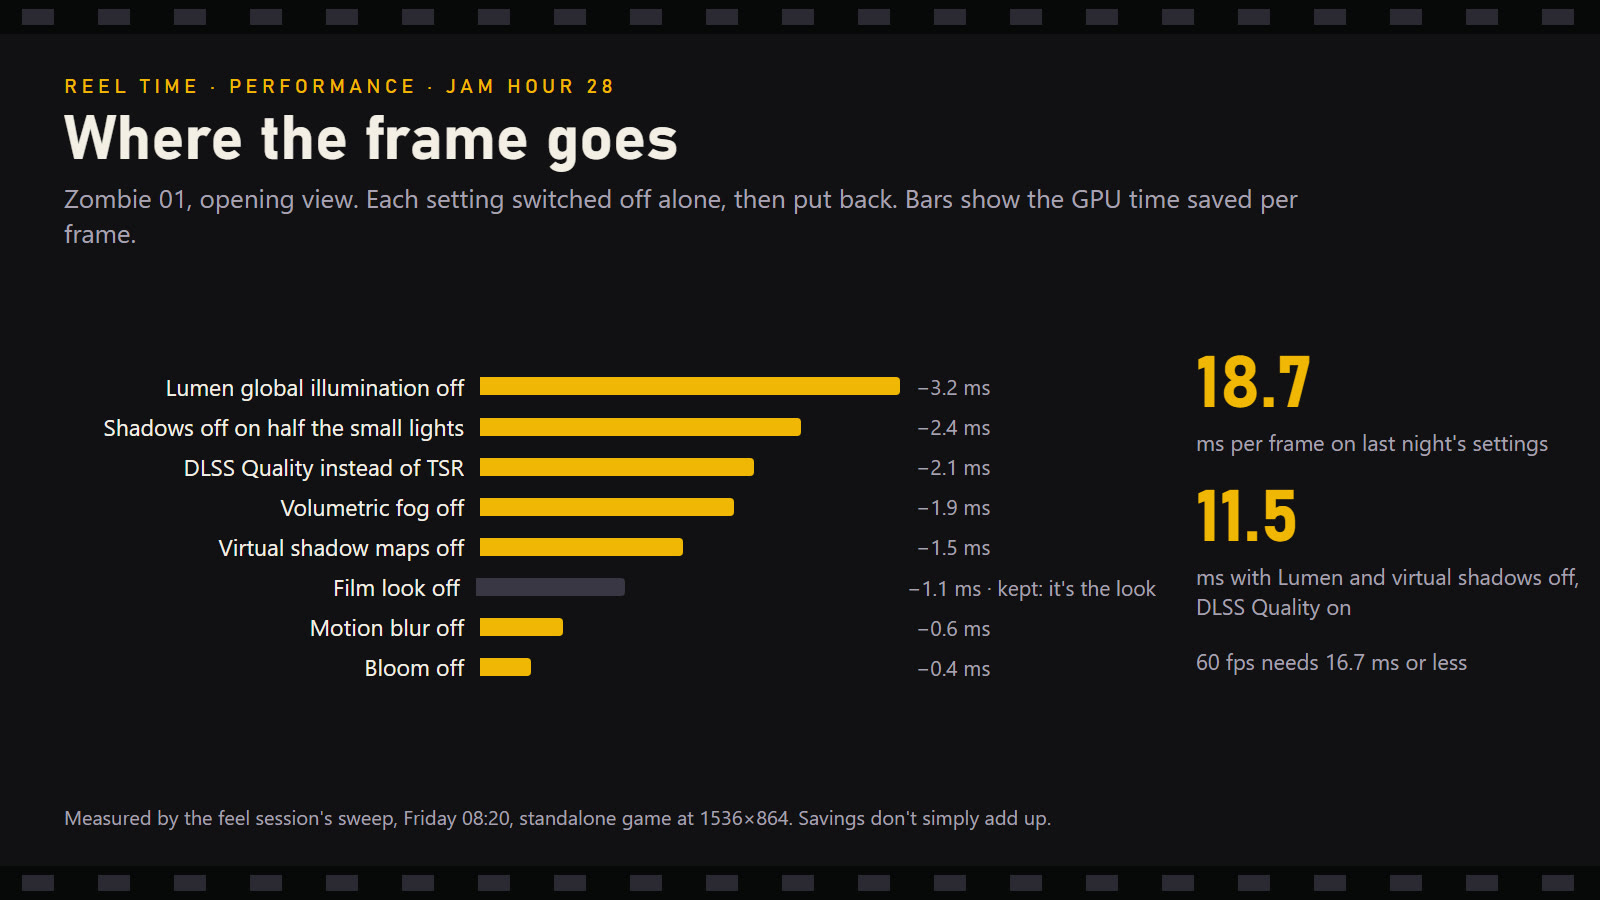 REEL TIME · PERFORMANCE · JAM HOUR 28
Where the frame goes
Zombie 01, opening view. Each setting switched off alone, then put back. Bars show the GPU time saved per
frame.
Lumen global illumination off −3.2 ms
Shadows off on half the small lights −2.4 ms
DLSS Quality instead of TSR −2.1 ms
Volumetric fog off −1.9 ms
Virtual shadow maps off −1.5 ms
Film look off −1.1 ms · kept: it's the look
Motion blur off −0.6 ms
Bloom off −0.4 ms
18.7
ms per frame on last night's settings
11.5
ms with Lumen and virtual shadows off,
DLSS Quality on
60 fps needs 16.7 ms or less
Measured by the feel session's sweep, Friday 08:20, standalone game at 1536×864. Savings don't simply add up.